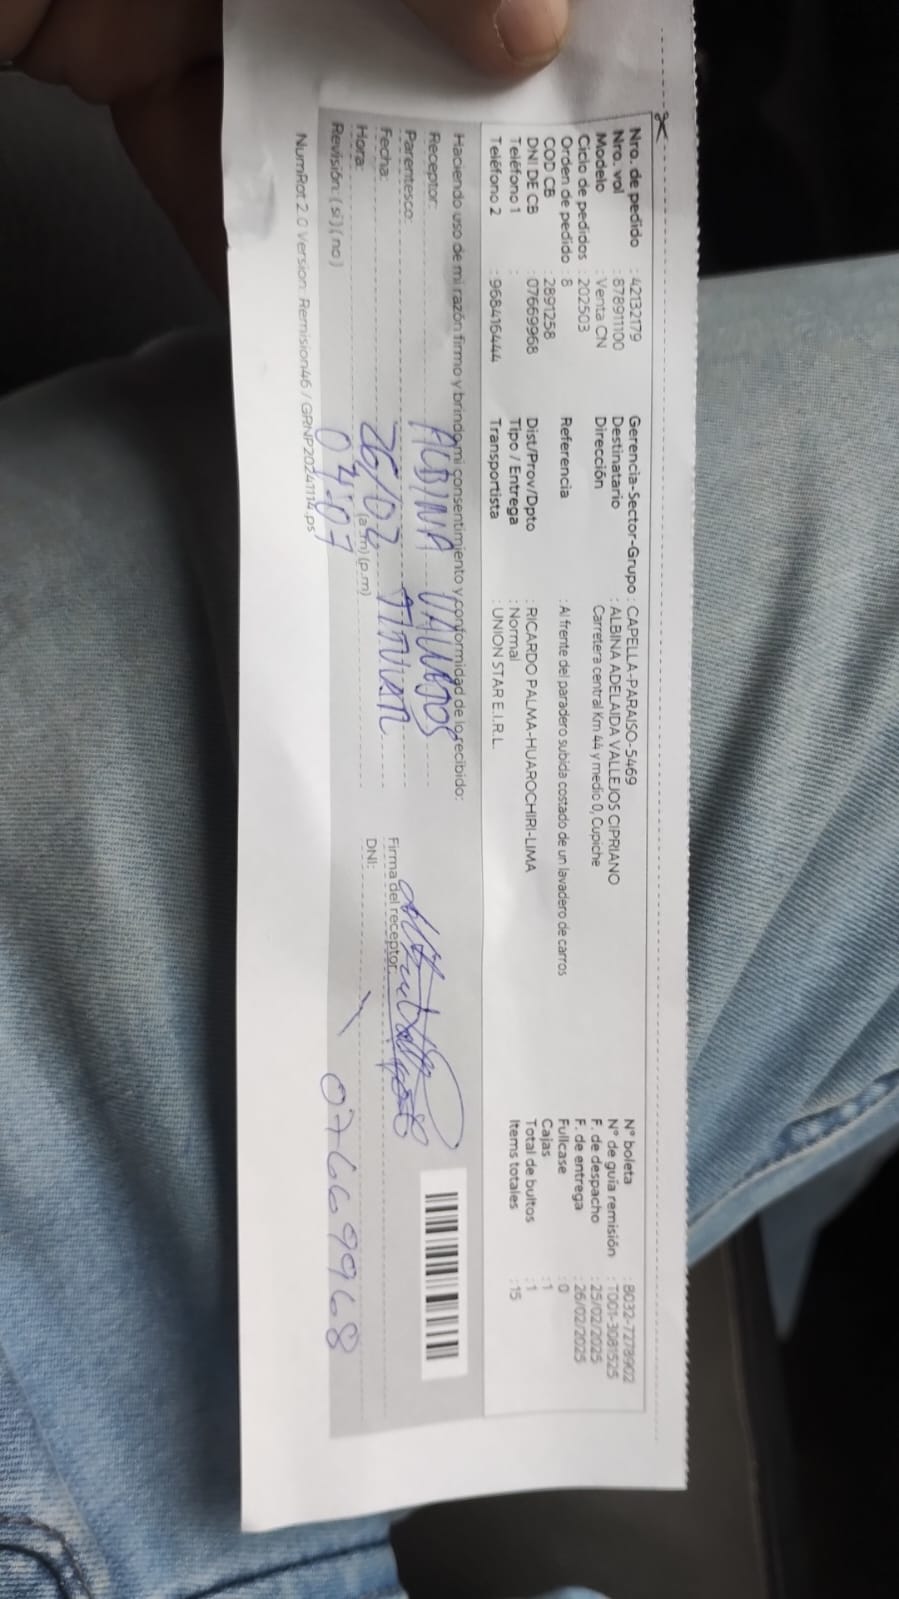 Nro. de pedido : 42132179
Nro. vol : 878911100
Modelo : Venta CN
Ciclo de pedidos : 202503
Orden de pedido : 8
COD CB : 2891258
DNI DE CB : 07669968
Teléfono 1 :
Teléfono 2 : 968416444
Gerencia-Sector-Grupo : CAPELLA-PARAISO-5469
Destinatario : ALBINA ADELAIDA VALLEJOS CIPRIANO
Dirección Carretera central Km 44 y medio 0, Cupiche
Referencia : Al frente del paradero subida costado de un lavadero de carros
Dist/Prov/Dpto : RICARDO PALMA-HUAROCHIRI-LIMA
Tipo / Entrega : Normal
Transportista : UNION STAR E.I.R.L.
N° boleta : B032-7278902
N° de guía remisión : T001-3081525
F. de despacho : 25/02/2025
F. de entrega : 26/02/2025
Fullcase : 0
Cajas : 1
Total de bultos : 1
Items totales : 15
Haciendo uso de mi razón firmo y brindo mi consentimiento y conformidad de lo recibido:
Receptor: ALBINA VALLEJOS
Parentesco: TITULAR
Fecha: 26/02
Hora: 04:07 (a.m) (p.m)
Revisión: (si) (no)
Firma del receptor:
DNI: 07669968
NumRot 2.0 Version: Remision46 / GRNP20241114.ps